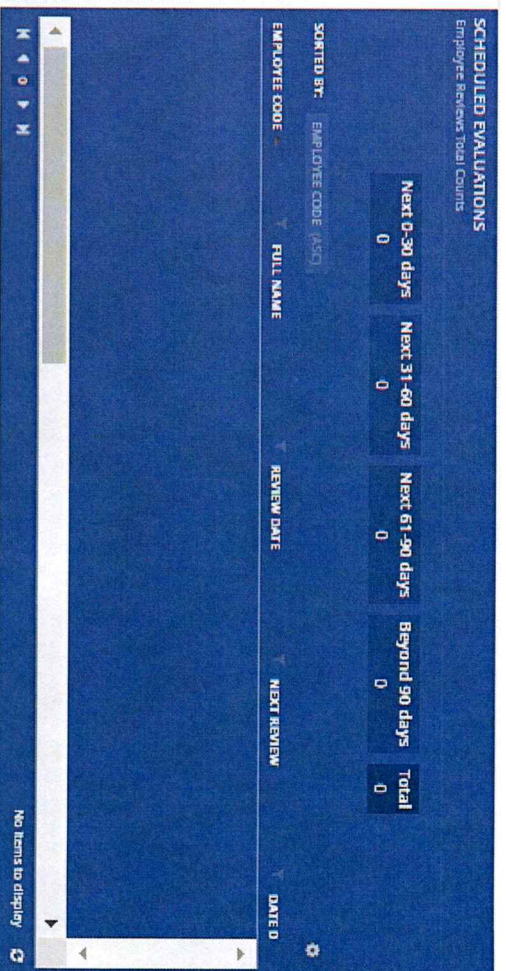 SCHEDULED EVALUATIONS
Employee Reviews Total Counts
Next 0-30 days Next 31-60 days Next 61-90 days Beyond 90 days Total
0 0 0 0 0
SORTED BY: EMPLOYEE CODE (ASC)
EMPLOYEE CODE FULL NAME REVIEW DATE NEXT REVIEW DATE D
0 No items to display